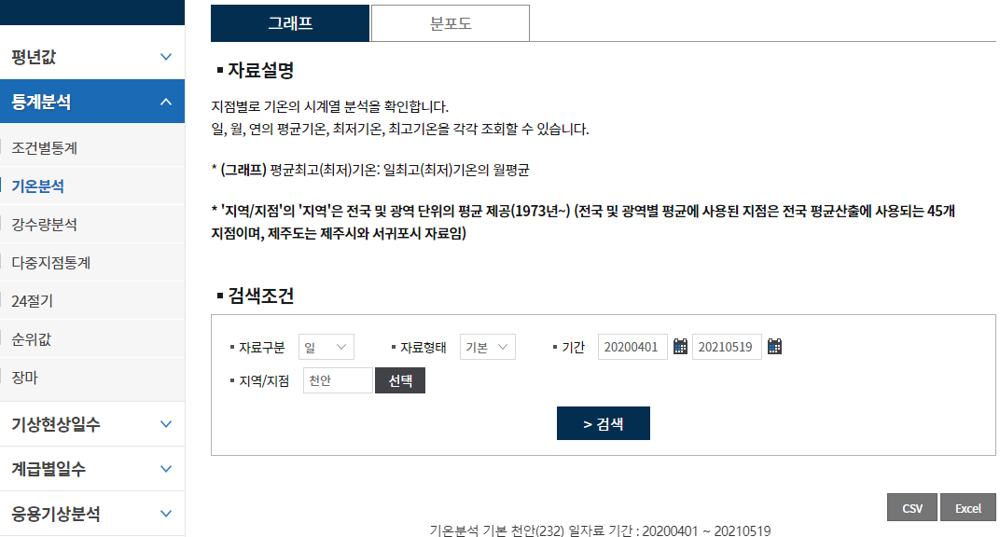 평년값
통계분석
조건별통계
기온분석
강수량분석
다중지점통계
24절기
순위값
장마
기상현상일수
계급별일수
응용기상분석
그래프 분포도
자료설명
지점별로 기온의 시계열 분석을 확인합니다.
일, 월, 연의 평균기온, 최저기온, 최고기온을 각각 조회할 수 있습니다.
* (그래프) 평균최고(최저)기온: 일최고(최저)기온의 월평균
* '지역/지점'의 '지역'은 전국 및 광역 단위의 평균 제공(1973년~) (전국 및 광역별 평균에 사용된 지점은 전국 평균산출에 사용되는 45개
지점이며, 제주도는 제주시와 서귀포시 자료임)
검색조건
자료구분 일 자료형태 기본 기간 20200401 20210519
지역/지점 천안 선택
> 검색
CSV Excel
기온분석 기본 천안(232) 일자료 기간 : 20200401 ~ 20210519